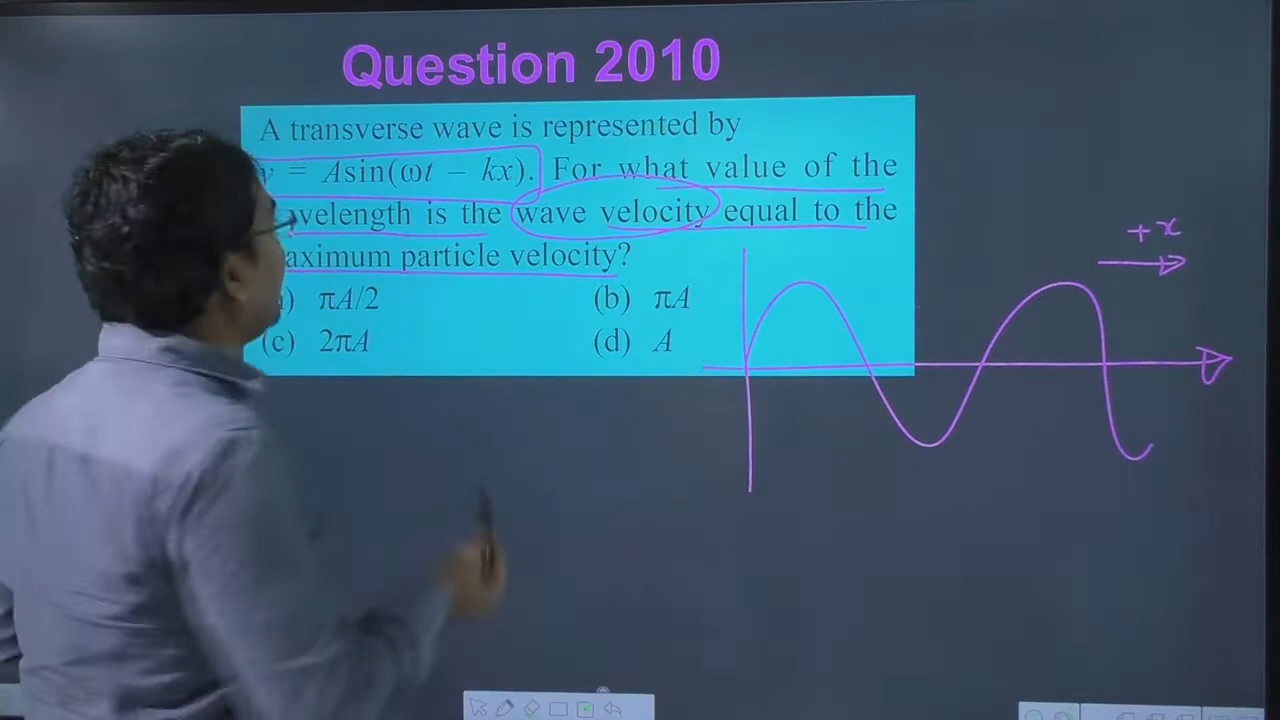 Question 2010
A transverse wave is represented by
= Asin(ωt – kx). For what value of the
velength is the wave velocity equal to the
aximum particle velocity?
) πA/2 (b) πA
(c) 2πA (d) A
+x